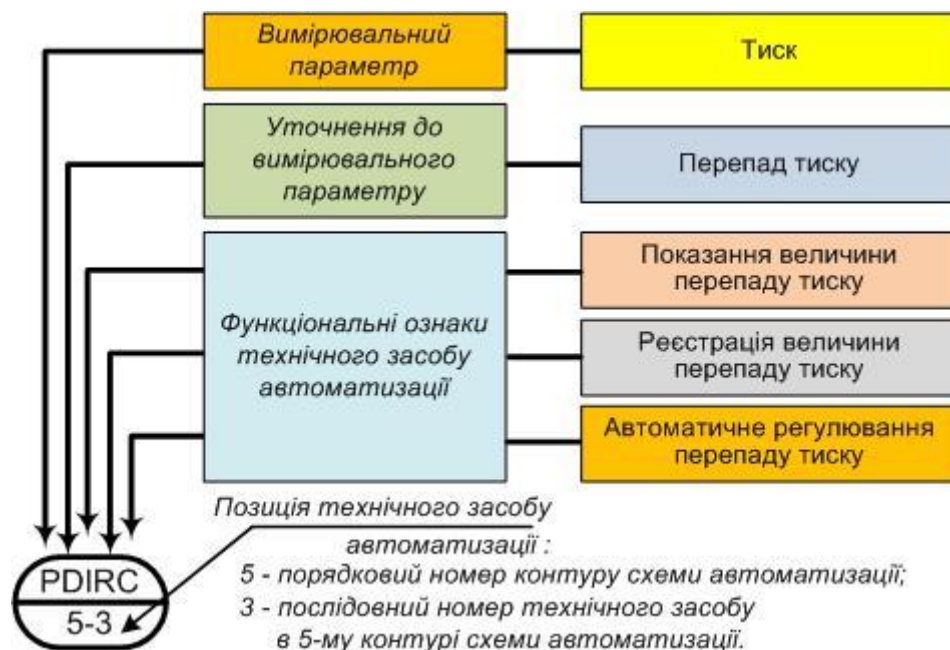 Вимірювальний
параметр
Тиск
Уточнення до
вимірювального
параметру
Перепад тиску
Функціональні ознаки
технічного засобу
автоматизації
Показання величини
перепаду тиску
Реєстрація величини
перепаду тиску
Автоматичне регулювання
перепаду тиску
Позиція технічного засобу
автоматизації :
5 - порядковий номер контуру схеми автоматизації;
3 - послідовний номер технічного засобу
в 5-му контурі схеми автоматизації.
PDIRC
5-3